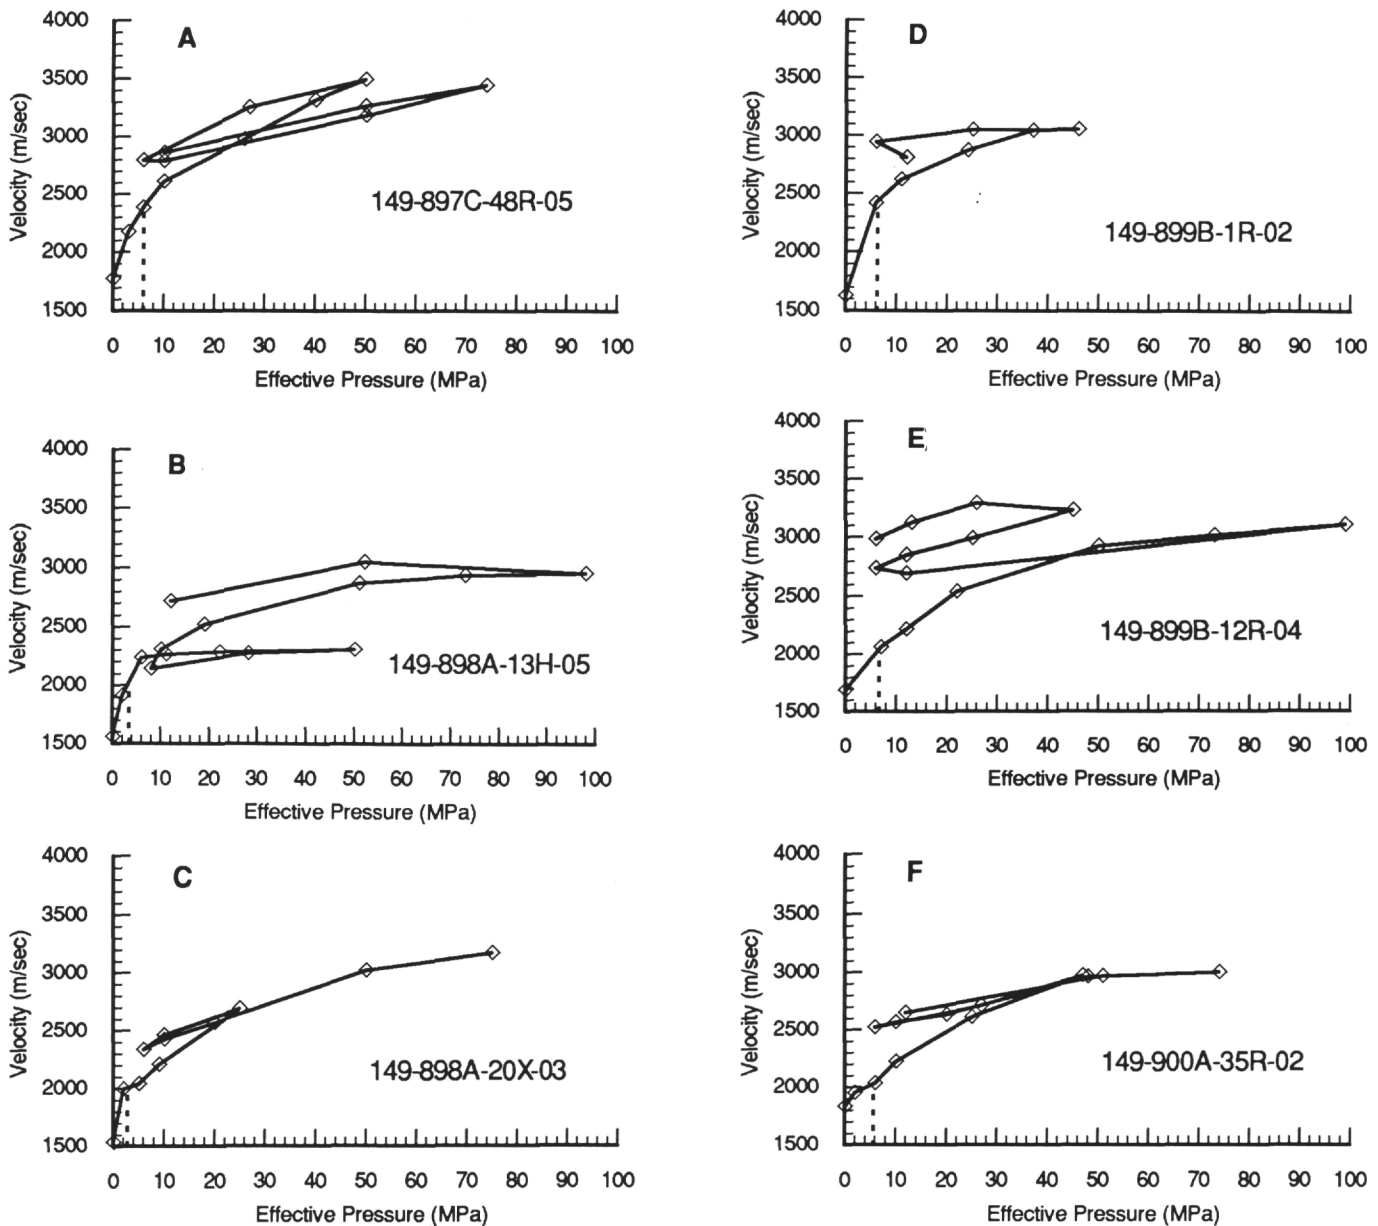 A
4000
3500
3000
2500
2000
1500
Velocity (m/sec)
149-897C-48R-05
0 10 20 30 40 50 60 70 80 90 100
Effective Pressure (MPa)
D
4000
3500
3000
2500
2000
1500
Velocity (m/sec)
149-899B-1R-02
0 10 20 30 40 50 60 70 80 90 100
Effective Pressure (MPa)
B
4000
3500
3000
2500
2000
1500
Velocity (m/sec)
149-898A-13H-05
0 10 20 30 40 50 60 70 80 90 100
Effective Pressure (MPa)
E
4000
3500
3000
2500
2000
1500
Velocity (m/sec)
149-899B-12R-04
0 10 20 30 40 50 60 70 80 90 100
Effective Pressure (MPa)
C
4000
3500
3000
2500
2000
1500
Velocity (m/sec)
149-898A-20X-03
0 10 20 30 40 50 60 70 80 90 100
Effective Pressure (MPa)
F
4000
3500
3000
2500
2000
1500
Velocity (m/sec)
149-900A-35R-02
0 10 20 30 40 50 60 70 80 90 100
Effective Pressure (MPa)